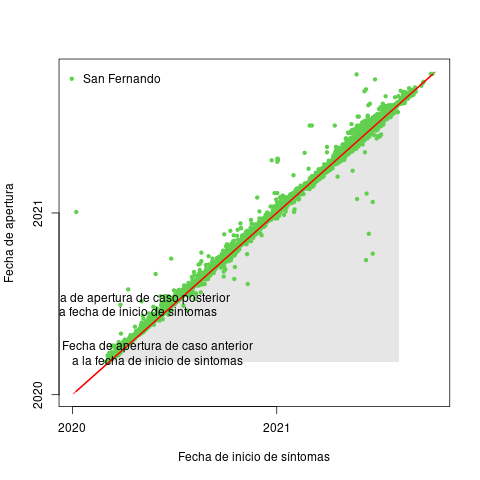 San Fernando
a de apertura de caso posterior
a fecha de inicio de síntomas
Fecha de apertura de caso anterior
a la fecha de inicio de sintomas
Fecha de apertura
2021
2020
2020
2021
Fecha de inicio de síntomas